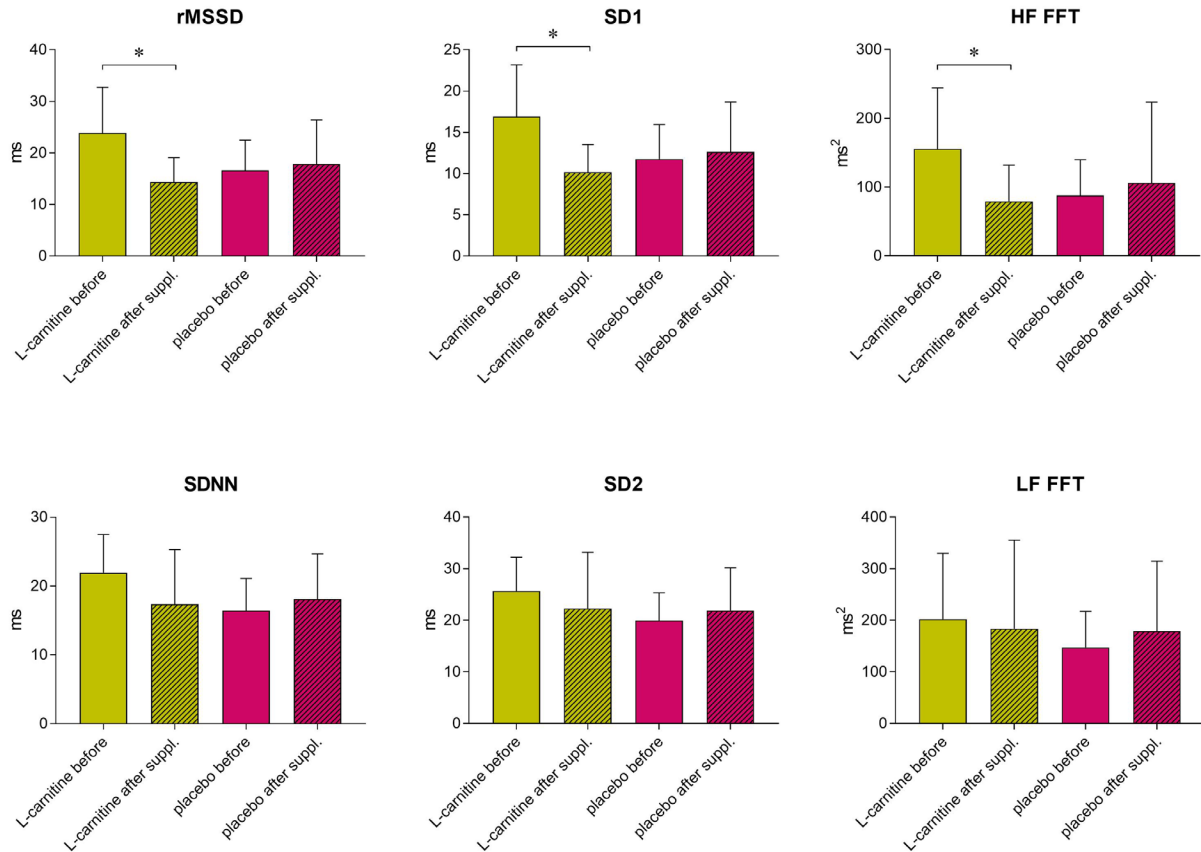 rMSSD
40
30
20
10
0
ms
*
L-carnitine before
L-carnitine after suppl.
placebo before
placebo after suppl.
SD1
25
20
15
10
5
0
ms
*
L-carnitine before
L-carnitine after suppl.
placebo before
placebo after suppl.
HF FFT
300
200
100
0
ms²
*
L-carnitine before
L-carnitine after suppl.
placebo before
placebo after suppl.
SDNN
30
20
10
0
ms
L-carnitine before
L-carnitine after suppl.
placebo before
placebo after suppl.
SD2
40
30
20
10
0
ms
L-carnitine before
L-carnitine after suppl.
placebo before
placebo after suppl.
LF FFT
400
300
200
100
0
ms²
L-carnitine before
L-carnitine after suppl.
placebo before
placebo after suppl.